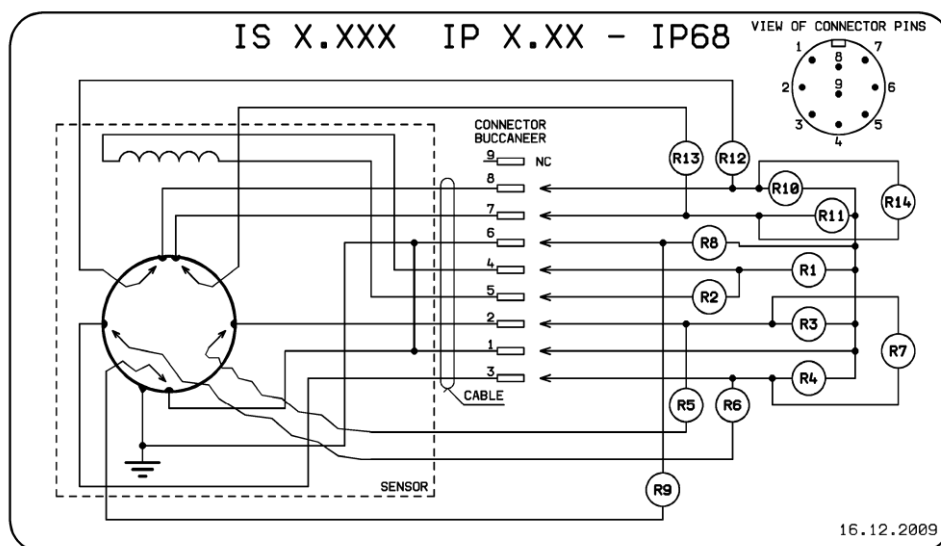 IS X.XXX IP X.XX - IP68
VIEW OF CONNECTOR PINS
1
7
8
2
9
6
3
5
4
CONNECTOR
BUCCANEER
9
NC
R13
R12
8
R10
R14
7
R11
6
R8
4
R1
5
R2
2
R3
R7
1
3
R4
CABLE
R5
R6
SENSOR
R9
16.12.2009